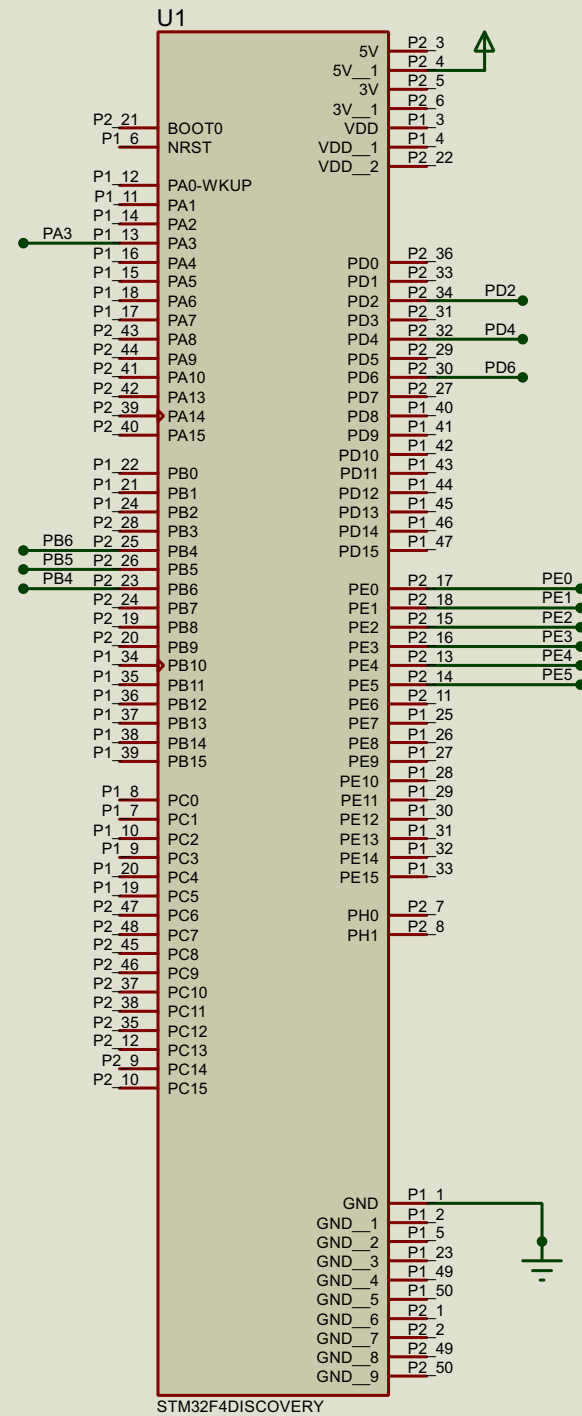 U1
P2_21 BOOT0
P1_6 NRST
P1_12 PA0-WKUP
P1_11 PA1
P1_14 PA2
PA3 P1_13 PA3
P1_16 PA4
P1_15 PA5
P1_18 PA6
P1_17 PA7
P2_43 PA8
P2_44 PA9
P2_41 PA10
P2_42 PA13
P2_39 PA14
P2_40 PA15
P1_22 PB0
P1_21 PB1
P1_24 PB2
P2_28 PB3
PB6 P2_25 PB4
PB5 P2_26 PB5
PB4 P2_23 PB6
P2_24 PB7
P2_19 PB8
P2_20 PB9
P1_34 PB10
P1_35 PB11
P1_36 PB12
P1_37 PB13
P1_38 PB14
P1_39 PB15
P1_8 PC0
P1_7 PC1
P1_10 PC2
P1_9 PC3
P1_20 PC4
P1_19 PC5
P2_47 PC6
P2_48 PC7
P2_45 PC8
P2_46 PC9
P2_37 PC10
P2_38 PC11
P2_35 PC12
P2_12 PC13
P2_9 PC14
P2_10 PC15
5V P2_3
5V__1 P2_4
3V P2_5
3V__1 P2_6
VDD P1_3
VDD__1 P1_4
VDD__2 P2_22
PD0 P2_36
PD1 P2_33
PD2 P2_34 PD2
PD3 P2_31
PD4 P2_32 PD4
PD5 P2_29
PD6 P2_30 PD6
PD7 P2_27
PD8 P1_40
PD9 P1_41
PD10 P1_42
PD11 P1_43
PD12 P1_44
PD13 P1_45
PD14 P1_46
PD15 P1_47
PE0 P2_17 PE0
PE1 P2_18 PE1
PE2 P2_15 PE2
PE3 P2_16 PE3
PE4 P2_13 PE4
PE5 P2_14 PE5
PE6 P2_11
PE7 P1_25
PE8 P1_26
PE9 P1_27
PE10 P1_28
PE11 P1_29
PE12 P1_30
PE13 P1_31
PE14 P1_32
PE15 P1_33
PH0 P2_7
PH1 P2_8
GND P1_1
GND__1 P1_2
GND__2 P1_5
GND__3 P1_23
GND__4 P1_49
GND__5 P1_50
GND__6 P2_1
GND__7 P2_2
GND__8 P2_49
GND__9 P2_50
STM32F4DISCOVERY